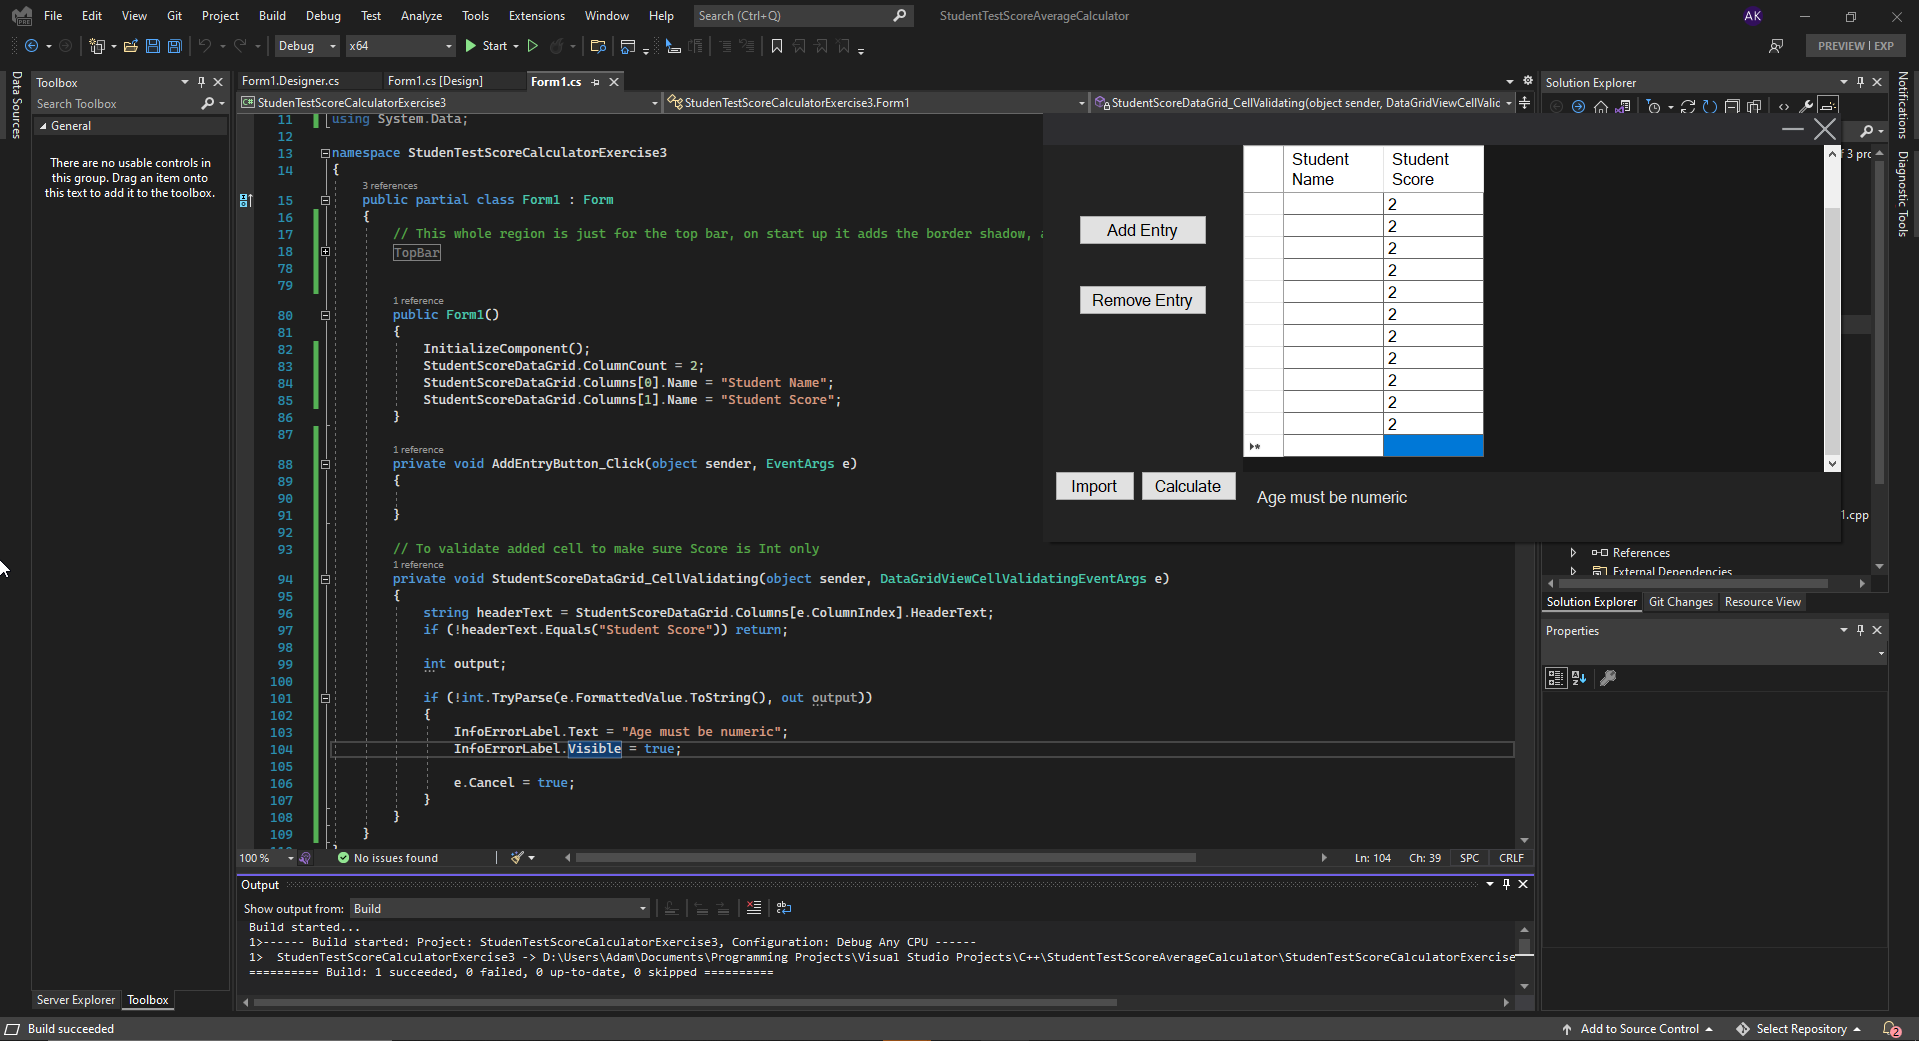 File Edit View Git Project Build Debug Test Analyze Tools Extensions Window Help Search (Ctrl+Q) StudentTestScoreAverageCalculator AK
Debug x64 Start PREVIEW | EXP
Data Sources
Toolbox
Search Toolbox
General
There are no usable controls in
this group. Drag an item onto
this text to add it to the toolbox.
Server Explorer Toolbox
Form1.Designer.cs Form1.cs [Design] Form1.cs
StudenTestScoreCalculatorExercise3 StudenTestScoreCalculatorExercise3.Form1 StudentScoreDataGrid_CellValidating(object sender, DataGridViewCellValid
11 using System.Data;
12
13 namespace StudenTestScoreCalculatorExercise3
14 {
3 references
15 public partial class Form1 : Form
16 {
17 // This whole region is just for the top bar, on start up it adds the border shadow,
18 TopBar
78
79
1 reference
80 public Form1()
81 {
82 InitializeComponent();
83 StudentScoreDataGrid.ColumnCount = 2;
84 StudentScoreDataGrid.Columns[0].Name = "Student Name";
85 StudentScoreDataGrid.Columns[1].Name = "Student Score";
86 }
87
1 reference
88 private void AddEntryButton_Click(object sender, EventArgs e)
89 {
90
91 }
92
93 // To validate added cell to make sure Score is Int only
1 reference
94 private void StudentScoreDataGrid_CellValidating(object sender, DataGridViewCellValidatingEventArgs e)
95 {
96 string headerText = StudentScoreDataGrid.Columns[e.ColumnIndex].HeaderText;
97 if (!headerText.Equals("Student Score")) return;
98
99 int output;
100
101 if (!int.TryParse(e.FormattedValue.ToString(), out output))
102 {
103 InfoErrorLabel.Text = "Age must be numeric";
104 InfoErrorLabel.Visible = true;
105
106 e.Cancel = true;
107 }
108 }
109 }
100 % No issues found Ln: 104 Ch: 39 SPC CRLF
Student
Name
Student
Score
2
2
2
2
2
2
2
2
2
2
2
Add Entry
Remove Entry
Import Calculate Age must be numeric
Output
Show output from: Build
Build started...
1>------ Build started: Project: StudenTestScoreCalculatorExercise3, Configuration: Debug Any CPU ------
1> StudenTestScoreCalculatorExercise3 -> D:\Users\Adam\Documents\Programming Projects\Visual Studio Projects\C++\StudentTestScoreAverageCalculator\StudenTestScoreCalculatorExercise
========== Build: 1 succeeded, 0 failed, 0 up-to-date, 0 skipped ==========
Solution Explorer
3 prc
1.cpp
References
External Dependencies
Solution Explorer Git Changes Resource View
Properties
Notifications
Diagnostic Tools
Build succeeded Add to Source Control Select Repository 2